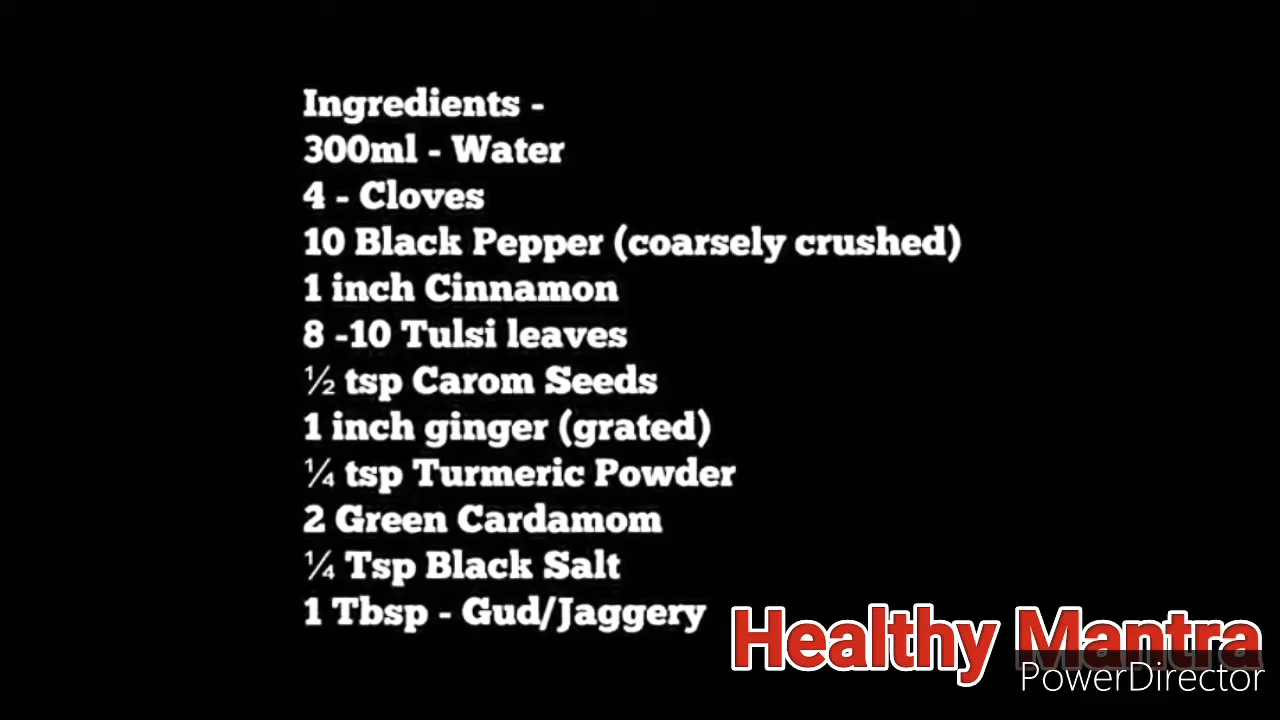 Ingredients -
300ml - Water
4 - Cloves
10 Black Pepper (coarsely crushed)
1 inch Cinnamon
8 -10 Tulsi leaves
½ tsp Carom Seeds
1 inch ginger (grated)
¼ tsp Turmeric Powder
2 Green Cardamom
¼ Tsp Black Salt
1 Tbsp - Gud/Jaggery
Healthy Mantra
PowerDirector